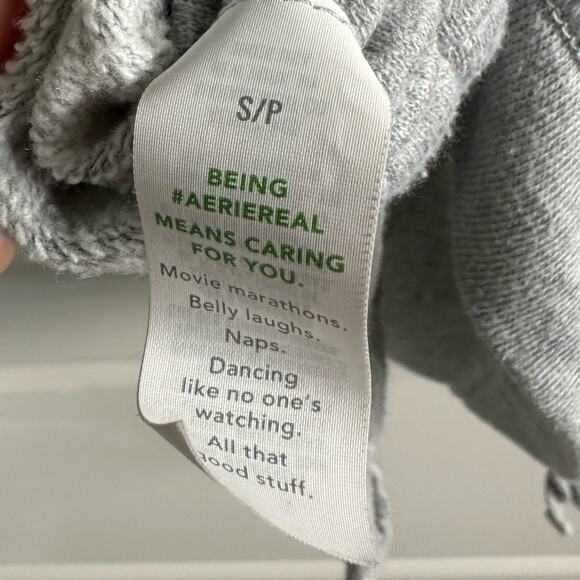 S/P
BEING
#AERIEREAL
MEANS CARING
FOR YOU.
Movie marathons.
Belly laughs.
Naps.
Dancing
like no one's
watching.
All that
good stuff.